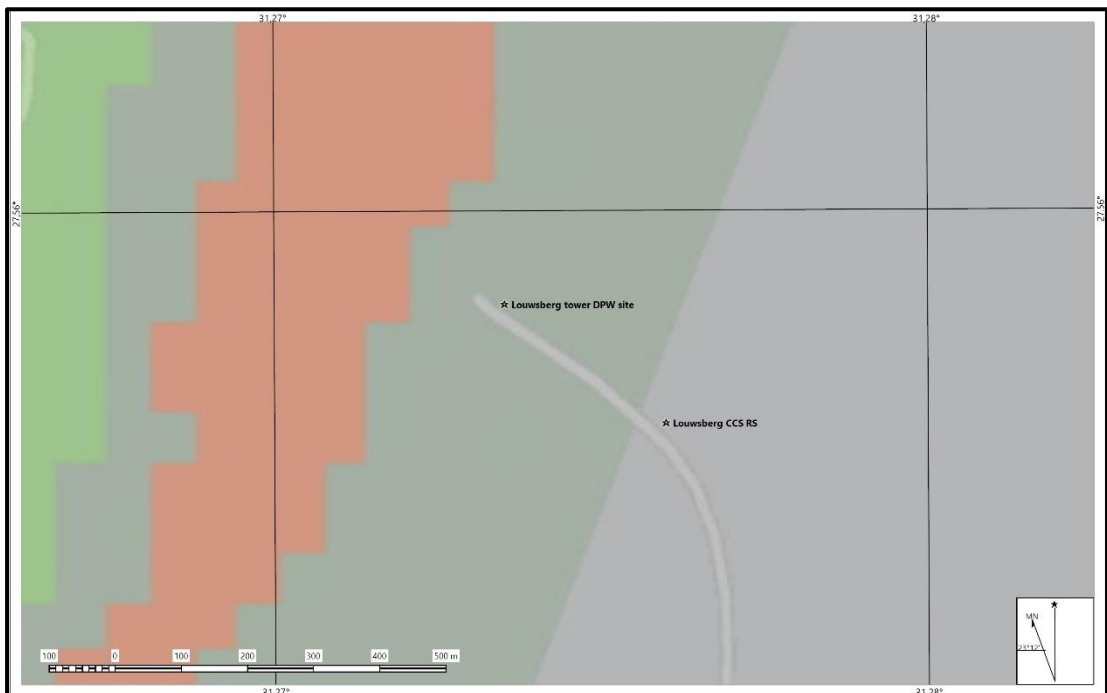 31,27°
31,28°
27.56°
27.56°
Louwsberg tower DPW site
Louwsberg CCS RS
MN
23°12'
100 0 100 200 300 400 500 m
31.27°
31.28°